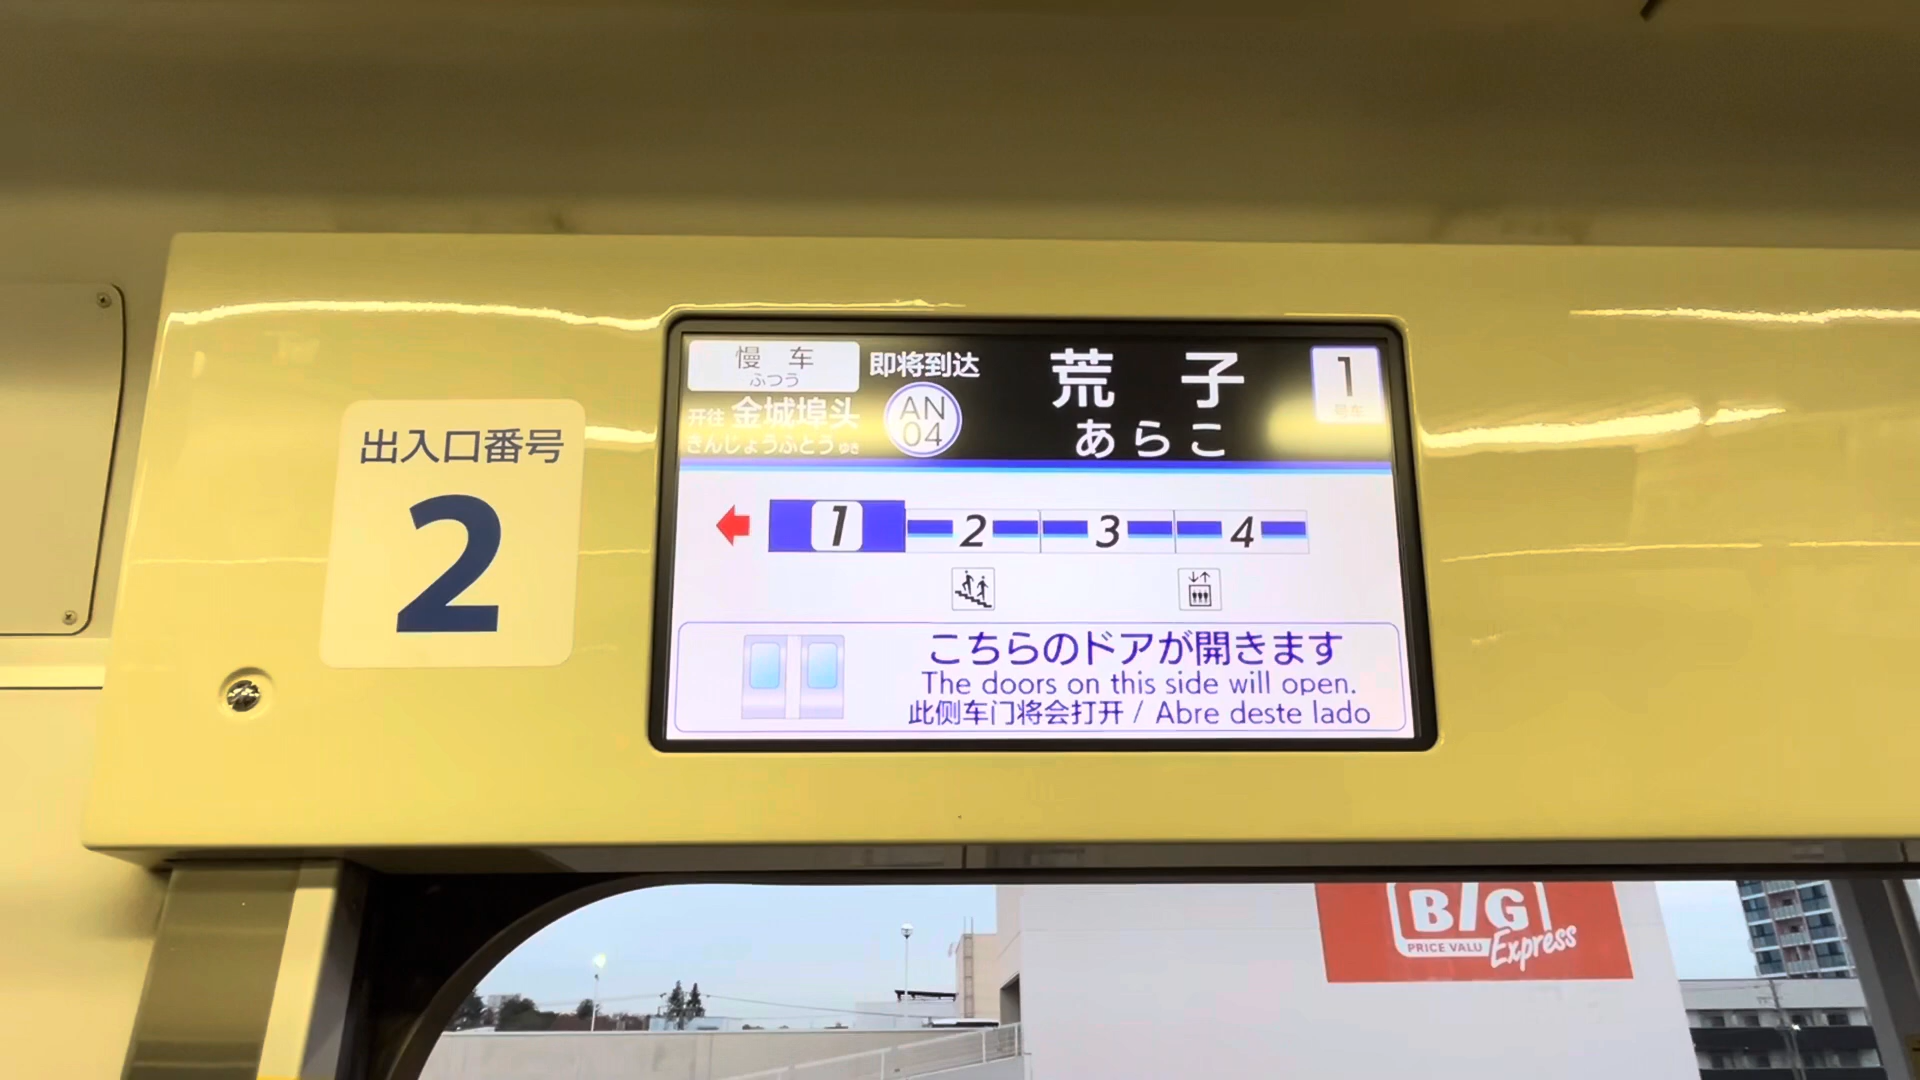 出入口番号
2
慢车
ふつう
开往 金城埠头
きんじょうふとうゆき
即将到达
AN
04
荒子
あらこ
1
号车
1 2 3 4
こちらのドアが開きます
The doors on this side will open.
此侧车门将会打开 / Abre deste lado
BIG
PRICE VALU
Express